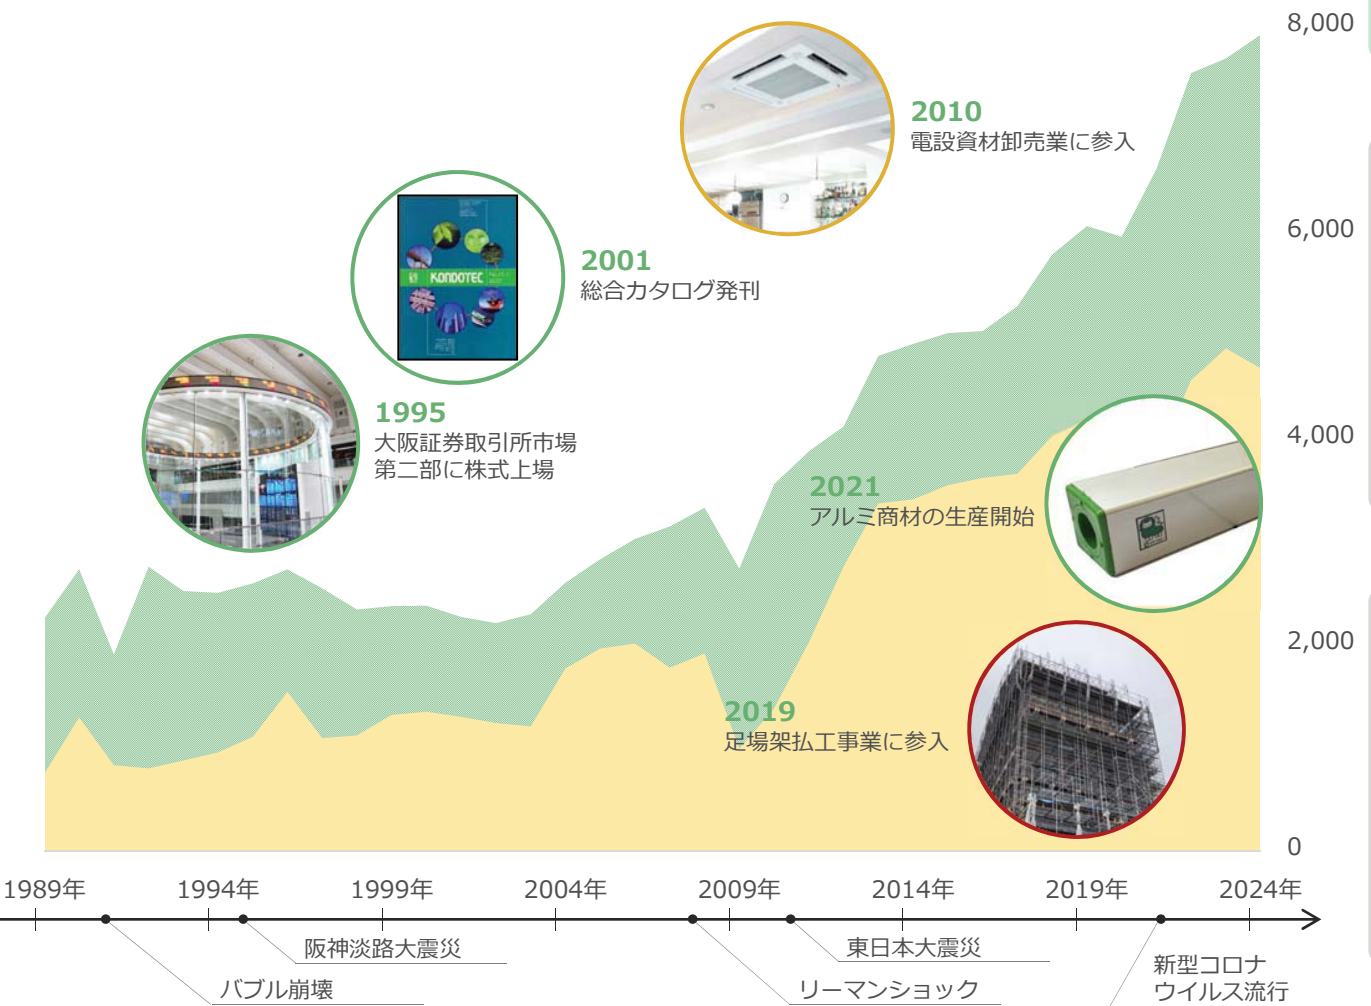 8,000
2010
電設資材卸売業に参入
6,000
KONDOTEC
2001
総合カタログ発刊
1995
大阪証券取引所市場
第二部に株式上場
4,000
2021
アルミ商材の生産開始
2,000
2019
足場架払工事業に参入
0
1989年
1994年
1999年
2004年
2009年
2014年
2019年
2024年
阪神淡路大震災
バブル崩壊
東日本大震災
リーマンショック
新型コロナ
ウイルス流行